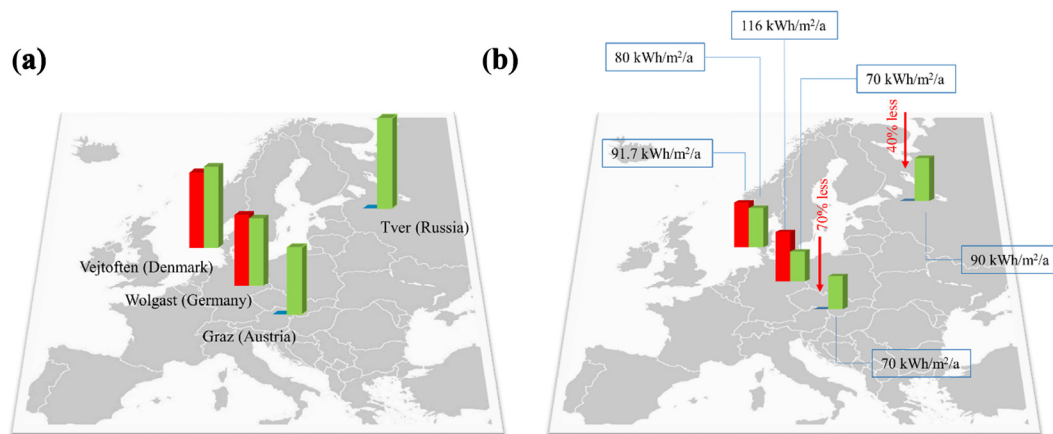 (a)
Tver (Russia)
Vejtoften (Denmark)
Wolgast (Germany)
Graz (Austria)
(b)
116 kWh/m²/a
80 kWh/m²/a
70 kWh/m²/a
40% less
91.7 kWh/m²/a
70% less
90 kWh/m²/a
70 kWh/m²/a